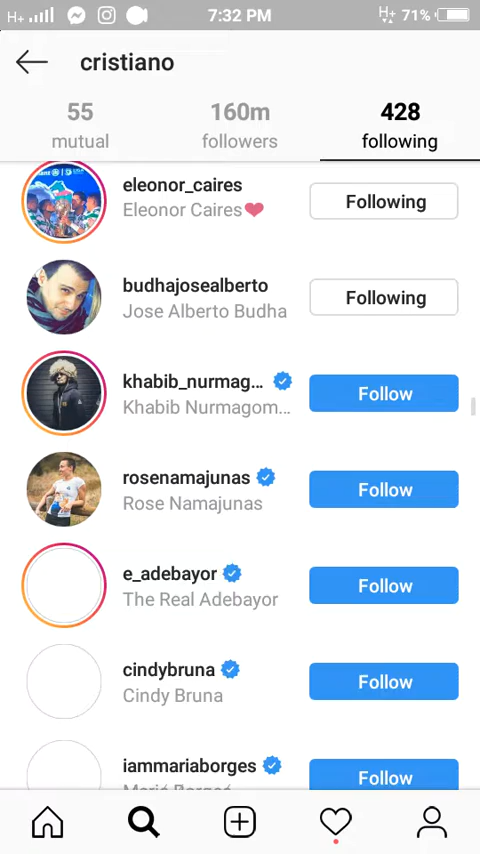 H+ 7:32 PM H+ 71%
cristiano
55 160m 428
mutual followers following
eleonor_caires
Eleonor Caires❤ Following
budhajosealberto
Jose Alberto Budha Following
khabib_nurmag...
Khabib Nurmagom... Follow
rosenamajunas
Rose Namajunas Follow
e_adebayor
The Real Adebayor Follow
cindybruna
Cindy Bruna Follow
iammariaborges
Follow